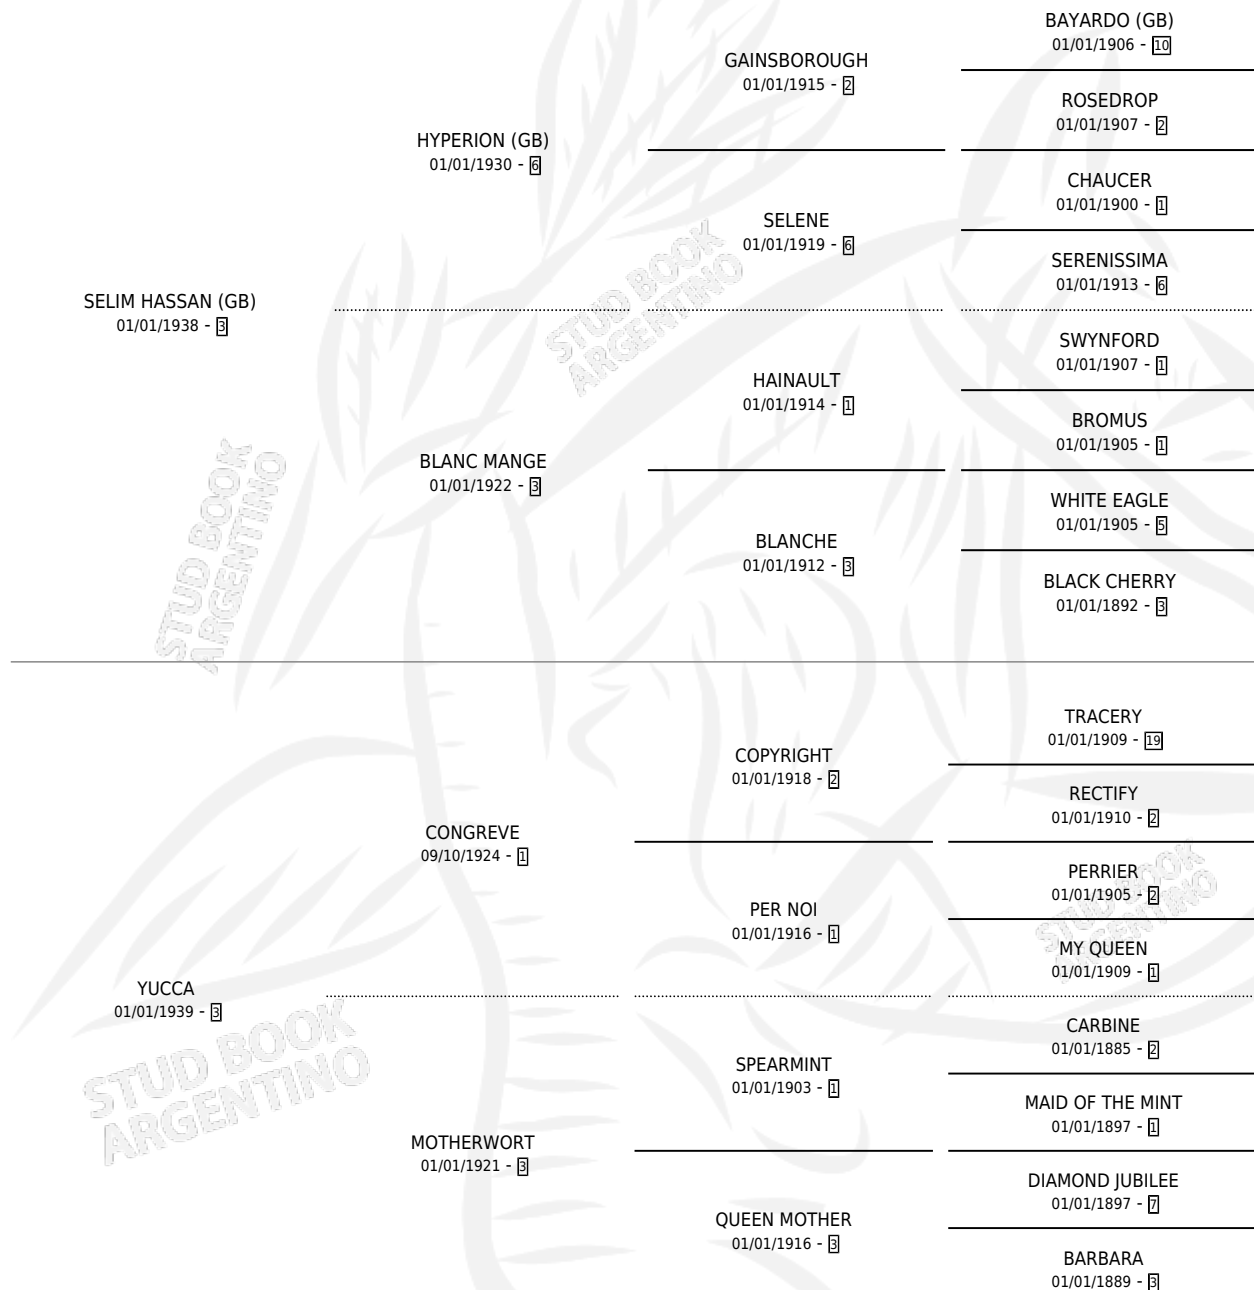 BAYARDO (GB)
01/01/1906 - 10
GAINSBOROUGH
01/01/1915 - 2
ROSEDROP
01/01/1907 - 2
HYPERION (GB)
01/01/1930 - 6
CHAUCER
01/01/1900 - 1
SELENE
01/01/1919 - 6
SERENISSIMA
01/01/1913 - 6
SELIM HASSAN (GB)
01/01/1938 - 3
STUD BOOK
ARGENTINO
SWYNFORD
01/01/1907 - 1
HAINAULT
01/01/1914 - 1
BROMUS
01/01/1905 - 1
BLANC MANGE
01/01/1922 - 3
WHITE EAGLE
01/01/1905 - 5
BLANCHE
01/01/1912 - 3
BLACK CHERRY
01/01/1892 - 3
STUD BOOK
ARGENTINO
TRACERY
01/01/1909 - 19
COPYRIGHT
01/01/1918 - 2
RECTIFY
01/01/1910 - 2
CONGREVE
09/10/1924 - 1
PERRIER
01/01/1905 - 2
PER NOI
01/01/1916 - 1
MY QUEEN
01/01/1909 - 1
STUD BOOK
ARGENTINO
YUCCA
01/01/1939 - 3
CARBINE
01/01/1885 - 2
SPEARMINT
01/01/1903 - 1
MAID OF THE MINT
01/01/1897 - 1
STUD BOOK
ARGENTINO
MOTHERWORT
01/01/1921 - 3
DIAMOND JUBILEE
01/01/1897 - 7
QUEEN MOTHER
01/01/1916 - 3
BARBARA
01/01/1889 - 3